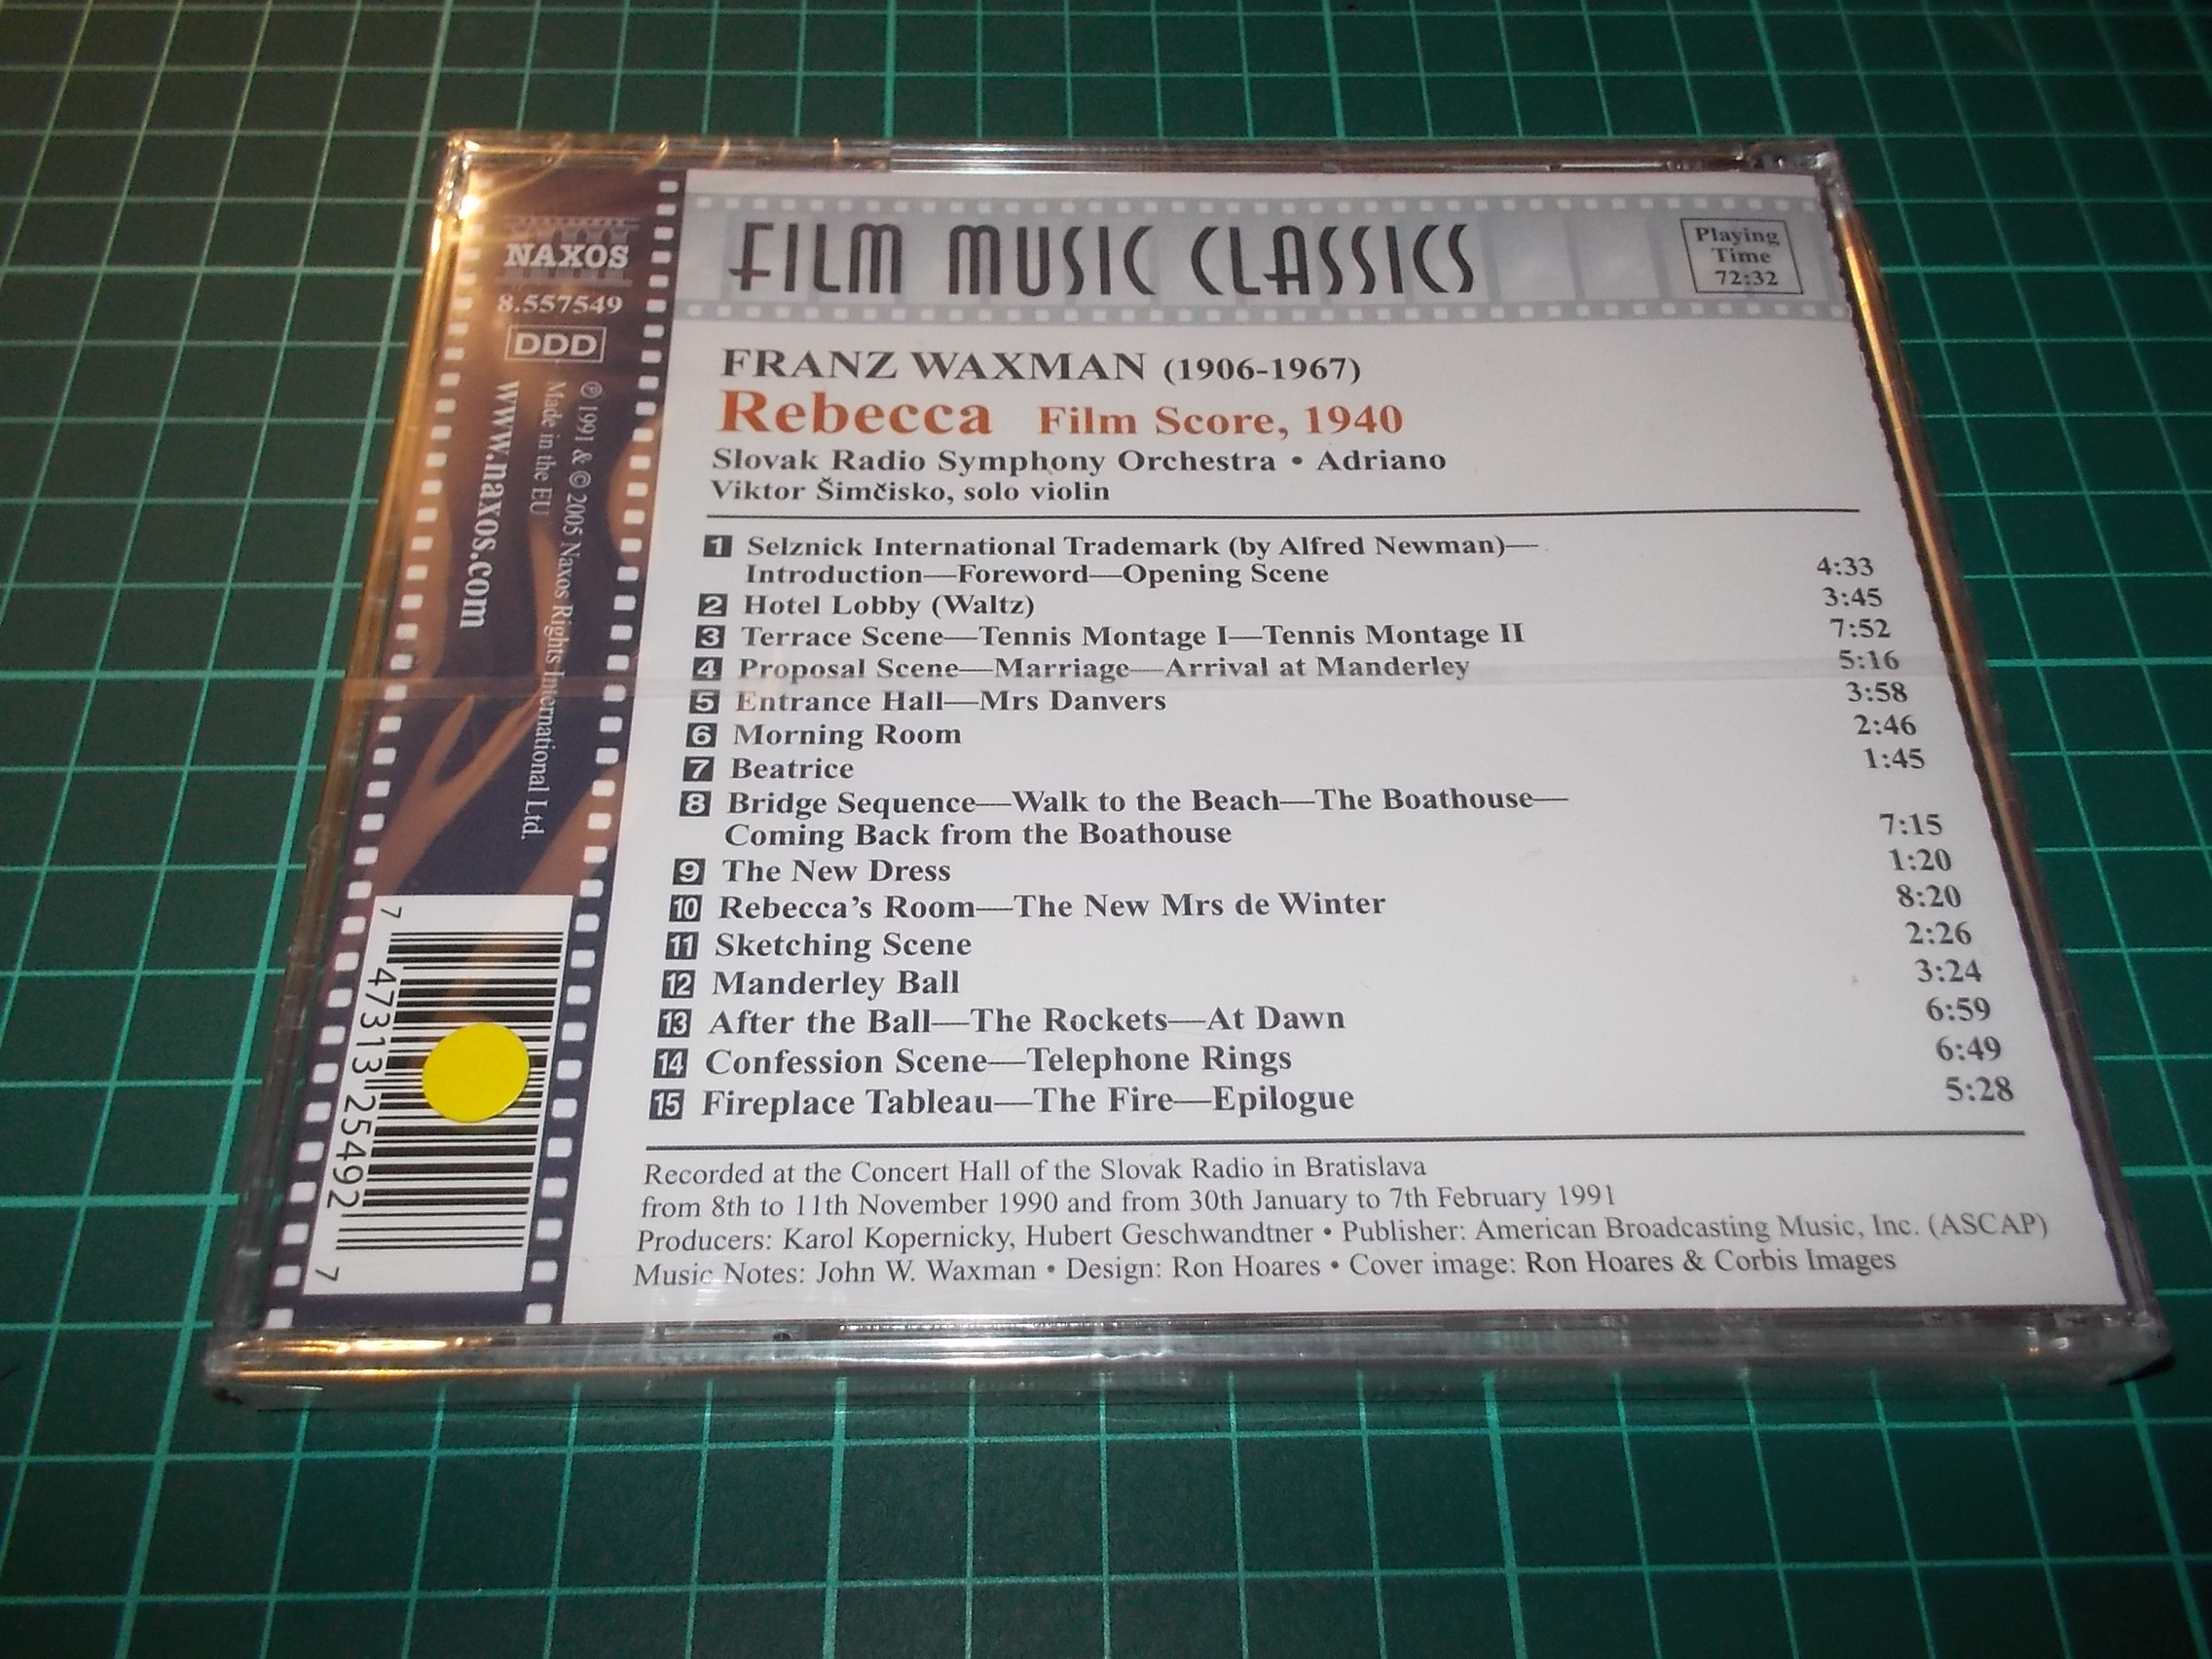 NAXOS
8.557549
DDD
℗ 1991 & © 2005 Naxos Rights International Ltd.
Made in the EU
www.naxos.com
7 47313 25492 7
FILM MUSIC CLASSICS
Playing
Time
72:32
FRANZ WAXMAN (1906-1967)
Rebecca Film Score, 1940
Slovak Radio Symphony Orchestra • Adriano
Viktor Šimčisko, solo violin
1 Selznick International Trademark (by Alfred Newman)—
Introduction—Foreword—Opening Scene 4:33
2 Hotel Lobby (Waltz) 3:45
3 Terrace Scene—Tennis Montage I—Tennis Montage II 7:52
4 Proposal Scene—Marriage—Arrival at Manderley 5:16
5 Entrance Hall—Mrs Danvers 3:58
6 Morning Room 2:46
7 Beatrice 1:45
8 Bridge Sequence—Walk to the Beach—The Boathouse—
Coming Back from the Boathouse 7:15
9 The New Dress 1:20
10 Rebecca's Room—The New Mrs de Winter 8:20
11 Sketching Scene 2:26
12 Manderley Ball 3:24
13 After the Ball—The Rockets—At Dawn 6:59
14 Confession Scene—Telephone Rings 6:49
15 Fireplace Tableau—The Fire—Epilogue 5:28
Recorded at the Concert Hall of the Slovak Radio in Bratislava
from 8th to 11th November 1990 and from 30th January to 7th February 1991
Producers: Karol Kopernicky, Hubert Geschwandtner • Publisher: American Broadcasting Music, Inc. (ASCAP)
Music Notes: John W. Waxman • Design: Ron Hoares • Cover image: Ron Hoares & Corbis Images